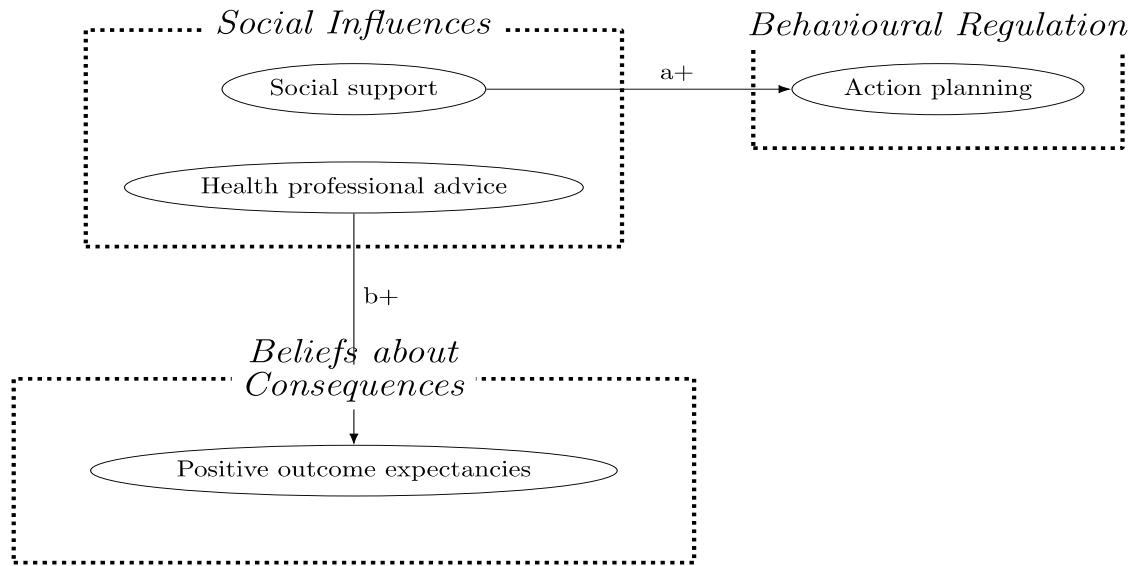 Social Influences
Behavioural Regulation
Social support
a+
Action planning
Health professional advice
b+
Beliefs about
Consequences
Positive outcome expectancies